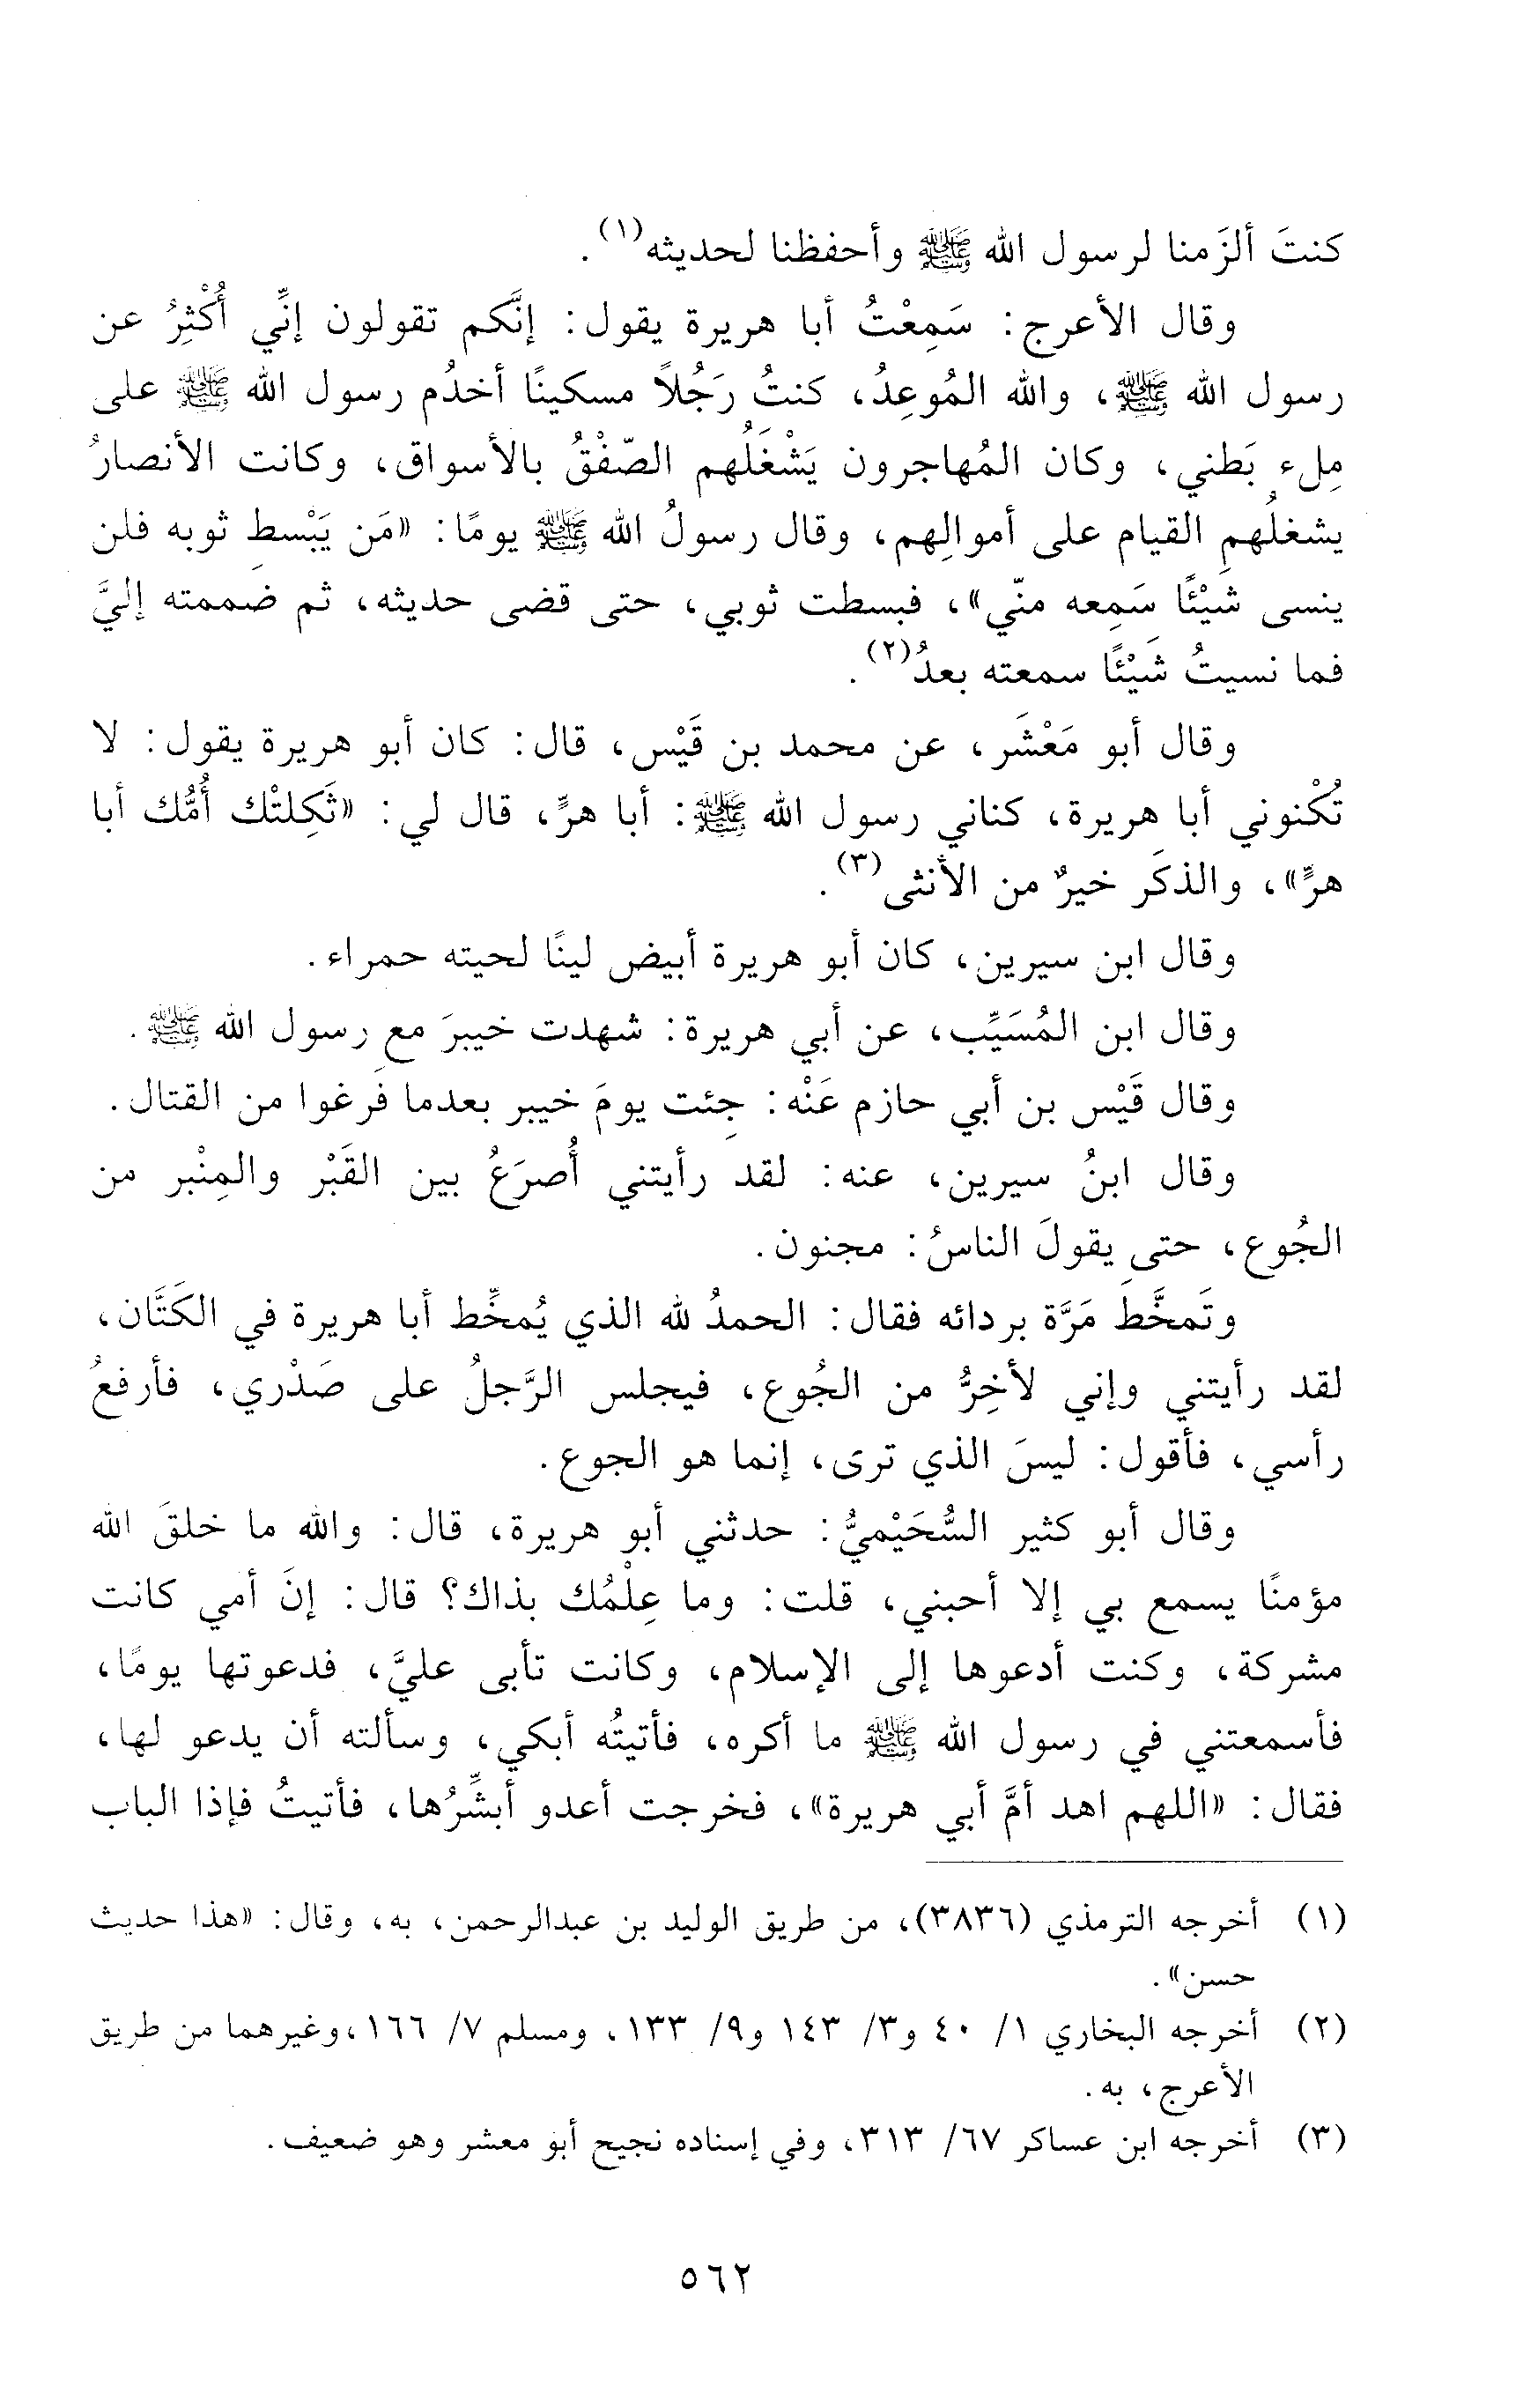 كنتَ ألزَمنا لرسول الله ﷺ وأحفظنا لحديثه(١).
وقال الأعرج: سَمِعْتُ أبا هريرة يقول: إنَّكم تقولون إنِّي أُكْثِرُ عن
رسول الله ﷺ، والله المُوعِدُ، كنتُ رَجُلاً مسكينًا أخدُم رسول الله ﷺ على
مِلء بَطني، وكان المُهاجرون يَشْغَلُهم الصّفْقُ بالأسواق، وكانت الأنصارُ
يشغلُهم القيام على أموالِهم، وقال رسولُ الله ﷺ يومًا: «مَن يَبْسطِ ثوبه فلن
ينسى شَيْئًا سَمِعه منّي»، فبسطت ثوبي، حتى قضى حديثه، ثم ضممته إليَّ
فما نسيتُ شَيْئًا سمعته بعدُ(٢).
وقال أبو مَعْشَر، عن محمد بن قَيْس، قال: كان أبو هريرة يقول: لا
تُكْنوني أبا هريرة، كناني رسول الله ﷺ: أبا هرٍّ، قال لي: «ثَكِلتْك أُمُّك أبا
هرٍّ»، والذكَر خيرٌ من الأنثى(٣).
وقال ابن سيرين، كان أبو هريرة أبيض لينًا لحيته حمراء.
وقال ابن المُسَيِّب، عن أبي هريرة: شهدت خيبرَ مع رسول الله ﷺ.
وقال قَيْس بن أبي حازم عَنْه: جِئت يومَ خيبر بعدما فرغوا من القتال.
وقال ابنُ سيرين، عنه: لقد رأيتني أُصرَعُ بين القَبْر والمِنْبر من
الجُوع، حتى يقولَ الناسُ: مجنون.
وتَمخَّطَ مَرَّة بردائه فقال: الحمدُ لله الذي يُمخِّط أبا هريرة في الكَتَّان،
لقد رأيتني وإني لأخِرُّ من الجُوع، فيجلس الرَّجلُ على صَدْري، فأرفعُ
رأسي، فأقول: ليسَ الذي ترى، إنما هو الجوع.
وقال أبو كثير السُّحَيْميُّ: حدثني أبو هريرة، قال: والله ما خلقَ الله
مؤمنًا يسمع بي إلا أحبني، قلت: وما عِلْمُك بذاك؟ قال: إنَ أمي كانت
مشركة، وكنت أدعوها إلى الإسلام، وكانت تأبى عليَّ، فدعوتها يومًا،
فأسمعتني في رسول الله ﷺ ما أكره، فأتيتُه أبكي، وسألته أن يدعو لها،
فقال: «اللهم اهد أمَّ أبي هريرة»، فخرجت أعدو أبشِّرُها، فأتيتُ فإذا الباب
(١) أخرجه الترمذي (٣٨٣٦)، من طريق الوليد بن عبدالرحمن، به، وقال: «هذا حديث
حسن».
(٢) أخرجه البخاري ١/ ٤٠ و٣/ ١٤٣ و٩/ ١٣٣، ومسلم ٧/ ١٦٦، وغيرهما من طريق
الأعرج، به.
(٣) أخرجه ابن عساكر ٦٧/ ٣١٣، وفي إسناده نجيح أبو معشر وهو ضعيف.
٥٦٢